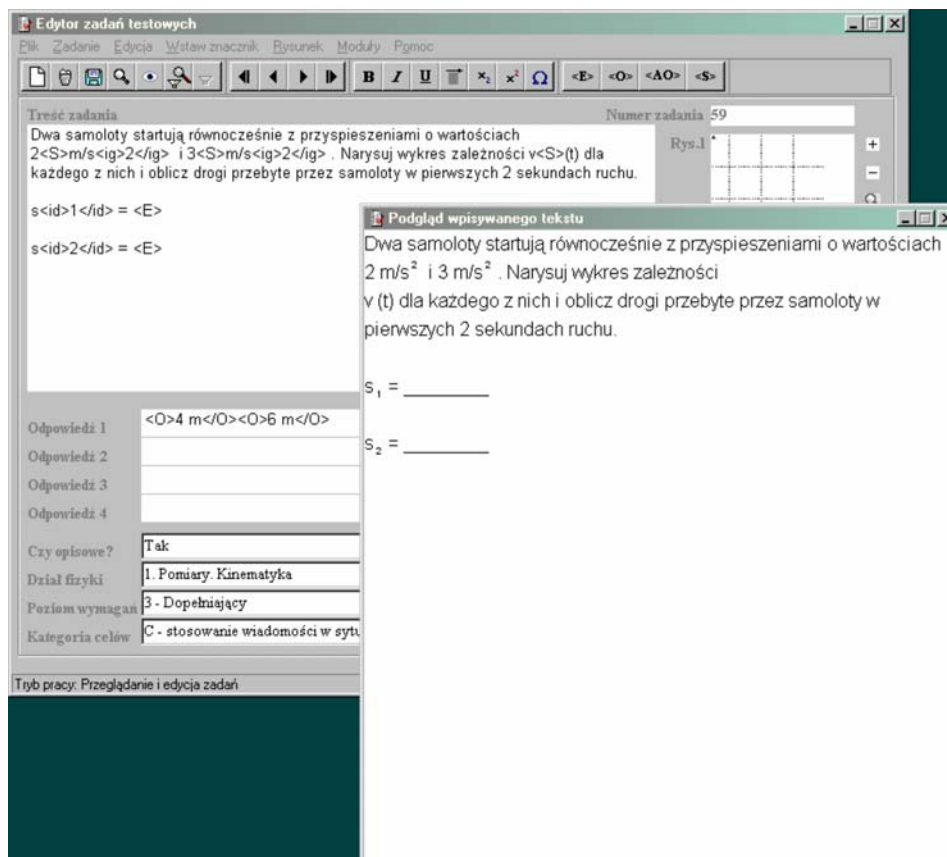 Edytor zadań testowych
Plik Zadanie Edycja Wstaw znacznik Rysunek Moduły Pomoc
B I U x₂ x² Ω <E> <O> <AO> <S>
Treść zadania Numer zadania 59
Dwa samoloty startują równocześnie z przyspieszeniami o wartościach
2<S>m/s<ig>2</ig> i 3<S>m/s<ig>2</ig> . Narysuj wykres zależności v<S>(t) dla
każdego z nich i oblicz drogi przebyte przez samoloty w pierwszych 2 sekundach ruchu.
s<id>1</id> = <E>
s<id>2</id> = <E>
Rys.1
Podgląd wpisywanego tekstu
Dwa samoloty startują równocześnie z przyspieszeniami o wartościach
2 m/s² i 3 m/s² . Narysuj wykres zależności
v (t) dla każdego z nich i oblicz drogi przebyte przez samoloty w
pierwszych 2 sekundach ruchu.
s₁ = ________
s₂ = ________
Odpowiedź 1 <O>4 m</O><O>6 m</O>
Odpowiedź 2
Odpowiedź 3
Odpowiedź 4
Czy opisowe? Tak
Dział fizyki 1. Pomiary. Kinematyka
Poziom wymagań 3 - Dopełniający
Kategoria celów C - stosowanie wiadomości w sytu
Tryb pracy: Przeglądanie i edycja zadań